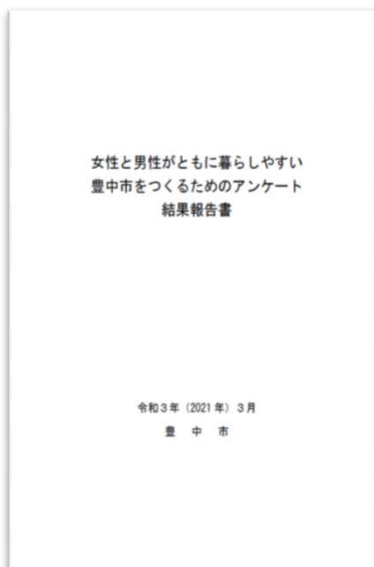 女性と男性がともに暮らしやすい
豊中市をつくるためのアンケート
結果報告書
令和3年（2021年）3月
豊 中 市